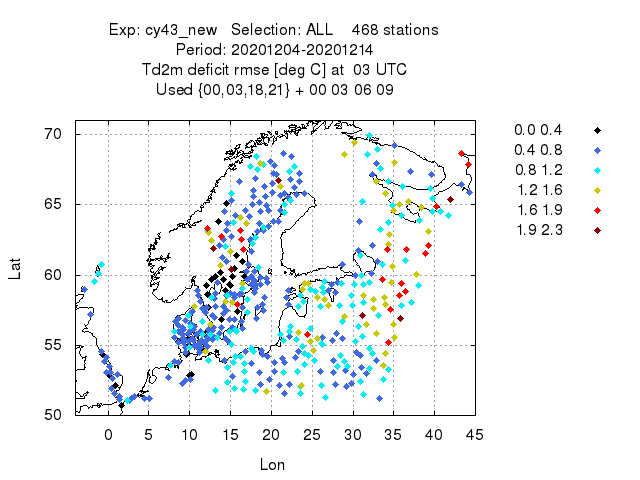 Exp: cy43_new   Selection: ALL    468 stations
Period: 20201204-20201214
Td2m deficit rmse [deg C] at  03 UTC
Used {00,03,18,21} + 00 03 06 09
0.0 0.4
0.4 0.8
0.8 1.2
1.2 1.6
1.6 1.9
1.9 2.3
70
65
60
55
50
Lat
0 5 10 15 20 25 30 35 40 45
Lon